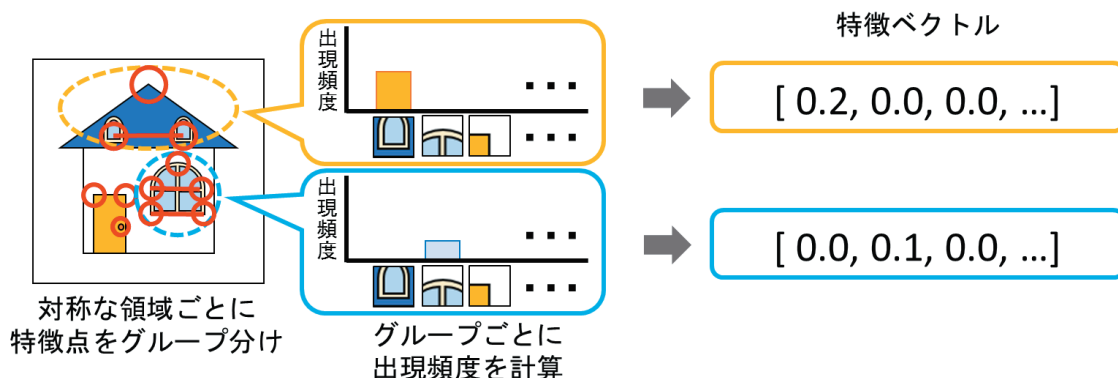 特徴ベクトル
出現頻度
･･･
･･･
[ 0.2, 0.0, 0.0, ...]
出現頻度
･･･
･･･
[ 0.0, 0.1, 0.0, ...]
対称な領域ごとに
特徴点をグループ分け
グループごとに
出現頻度を計算